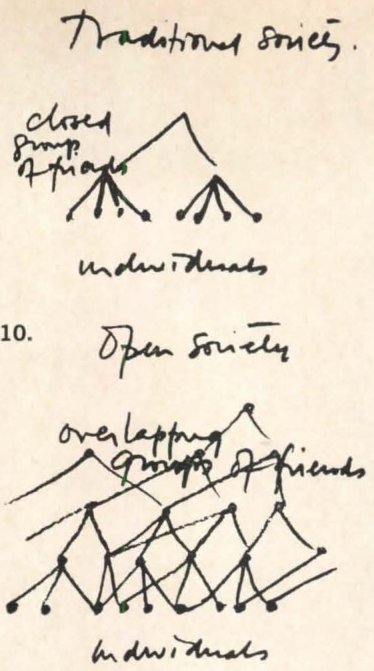 Traditional society.
closed
group
of friends
individuals
10.
Open society
overlapping
groups of friends
individuals